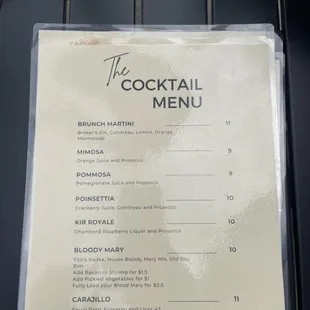 The
COCKTAIL
MENU
BRUNCH MARTINI 11
Broker's Gin, Cointreau, Lemon, Orange
Marmalade
MIMOSA 9
Orange Juice and Prosecco
POMMOSA 9
Pomegranate Juice and Prosecco
POINSETTIA 10
Cranberry Juice, Cointreau and Prosecco
KIR ROYALE 10
Chambord Raspberry Liquor and Prosecco
BLOODY MARY 10
Tito's Vodka, House Bloody Mary Mix, Old Bay
Rim
Add Bacon or Shrimp for $1.5
Add Pickled Vegetables for $1
Fully Load your Bloody Mary for $3.5
CARAJILLO 11